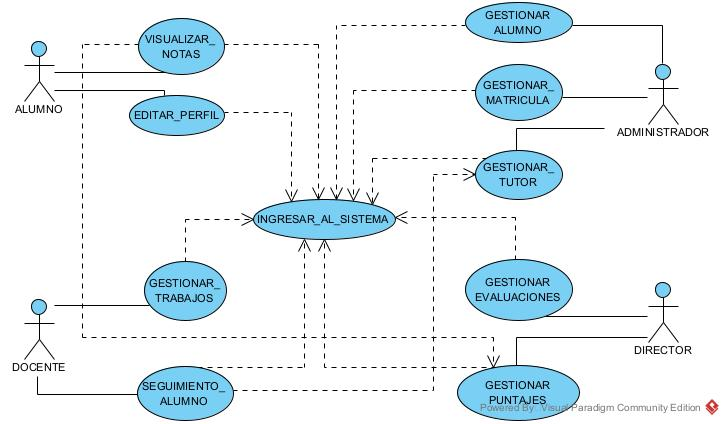 VISUALIZAR_
NOTAS
GESTIONAR
ALUMNO
ALUMNO
EDITAR_PERFIL
GESTIONAR_
MATRICULA
ADMINISTRADOR
GESTIONAR_
TUTOR
INGRESAR_AL_SISTEMA
GESTIONAR_
TRABAJOS
GESTIONAR
EVALUACIONES
DOCENTE
DIRECTOR
SEGUIMIENTO_
ALUMNO
GESTIONAR
PUNTAJES
Powered By: Visual Paradigm Community Edition